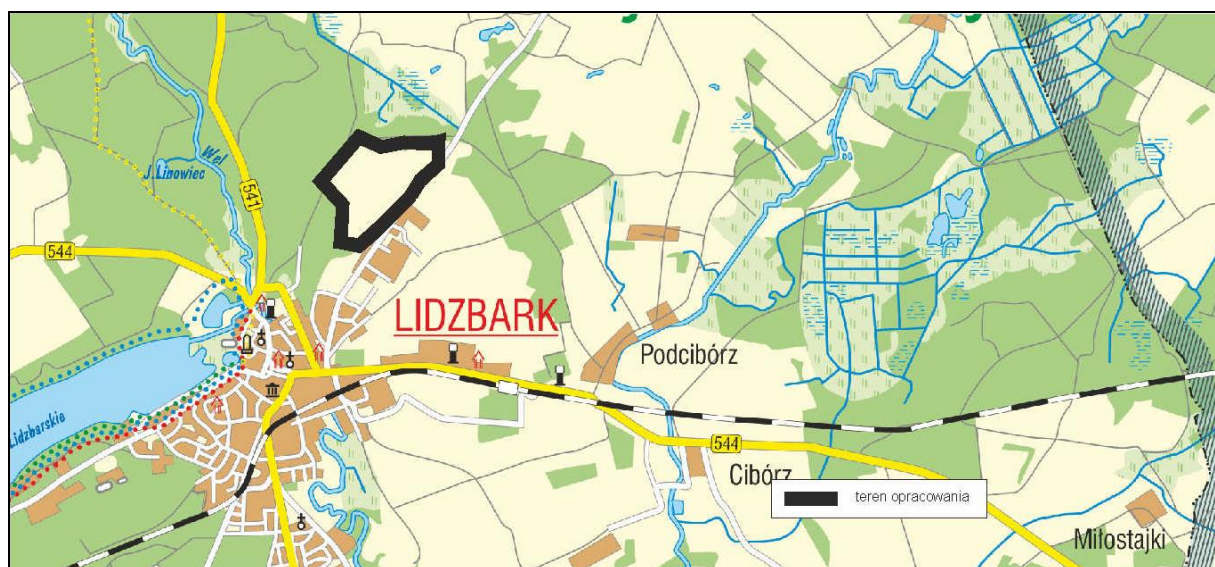 Wel
J. Linowiec
541
544
LIDZBARK
Podcibórz
Lidzbarskie
544
Cibórz
teren opracowania
Miłostajki